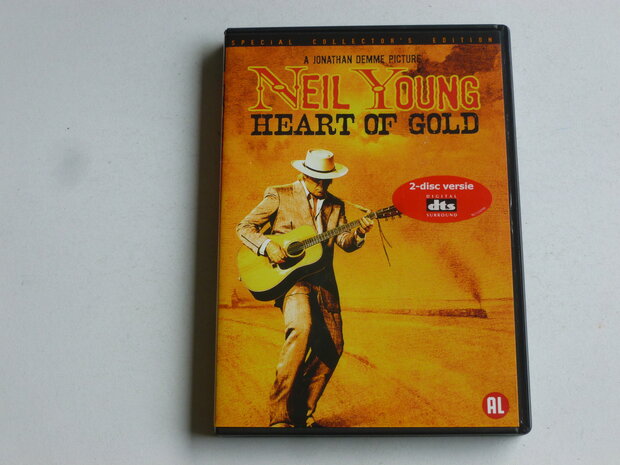 SPECIAL COLLECTOR'S EDITION
A JONATHAN DEMME PICTURE
NEIL YOUNG
HEART OF GOLD
2-disc versie
DIGITAL
dts
SURROUND
AL